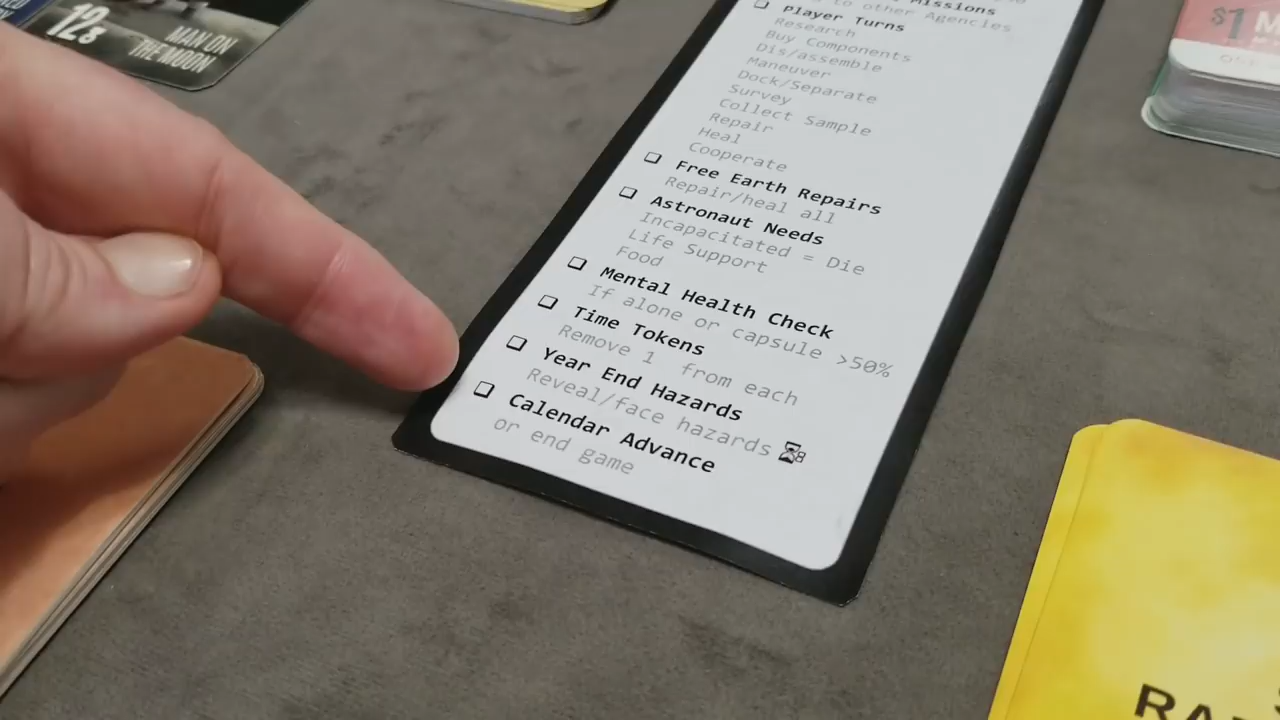 12
MAN ON
THE MOON
Missions
to other Agencies
Player Turns
Research
Buy Components
Dis/assemble
Maneuver
Dock/Separate
Survey
Collect Sample
Repair
Heal
Cooperate
Free Earth Repairs
Repair/heal all
Astronaut Needs
Incapacitated = Die
Life Support
Food
Mental Health Check
If alone or capsule >50%
Time Tokens
Remove 1 from each
Year End Hazards
Reveal/face hazards
Calendar Advance
or end game
$1